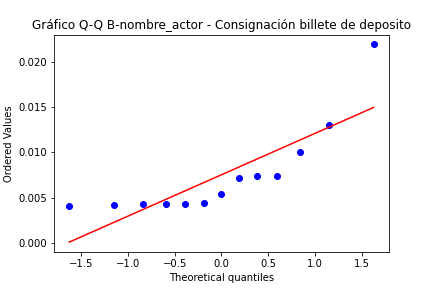 Gráfico Q-Q B-nombre_actor - Consignación billete de deposito
0.020
0.015
0.010
0.005
0.000
Ordered Values
−1.5 −1.0 −0.5 0.0 0.5 1.0 1.5
Theoretical quantiles